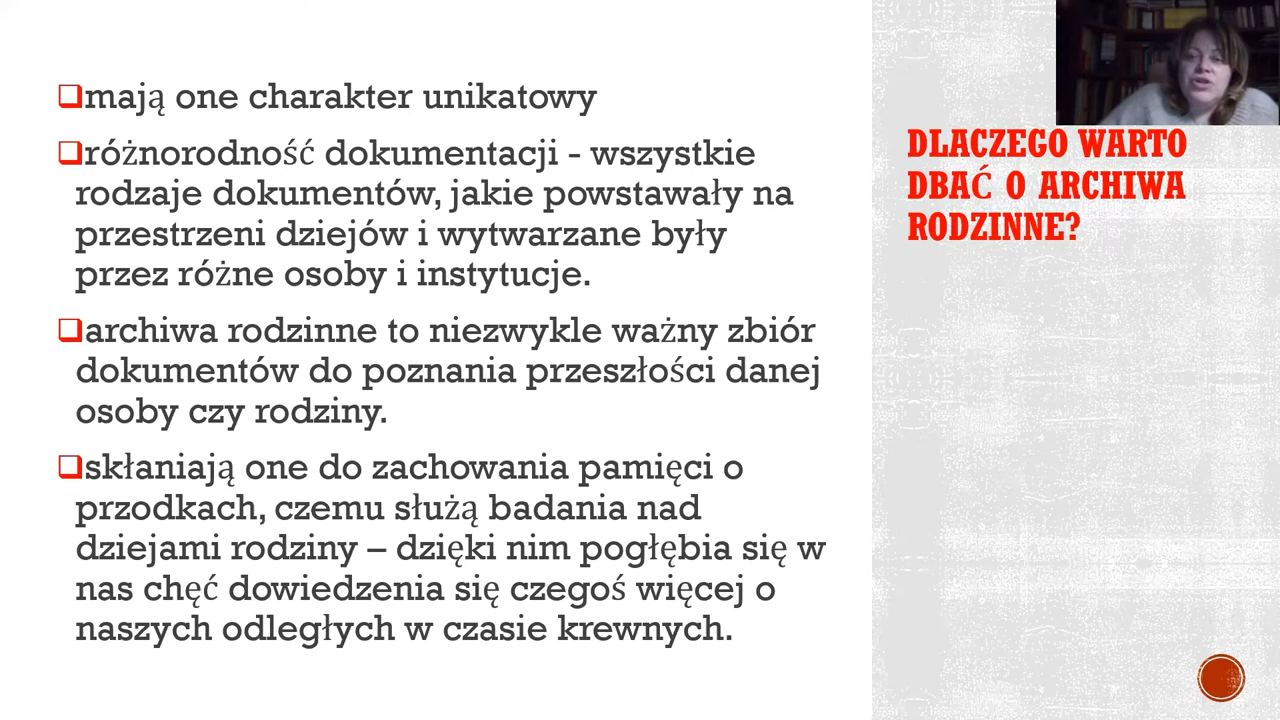 mają one charakter unikatowy
różnorodność dokumentacji - wszystkie
rodzaje dokumentów, jakie powstawały na
przestrzeni dziejów i wytwarzane były
przez różne osoby i instytucje.
archiwa rodzinne to niezwykle ważny zbiór
dokumentów do poznania przeszłości danej
osoby czy rodziny.
skłaniają one do zachowania pamięci o
przodkach, czemu służą badania nad
dziejami rodziny – dzięki nim pogłębia się w
nas chęć dowiedzenia się czegoś więcej o
naszych odległych w czasie krewnych.
DLACZEGO WARTO
DBAĆ O ARCHIWA
RODZINNE?